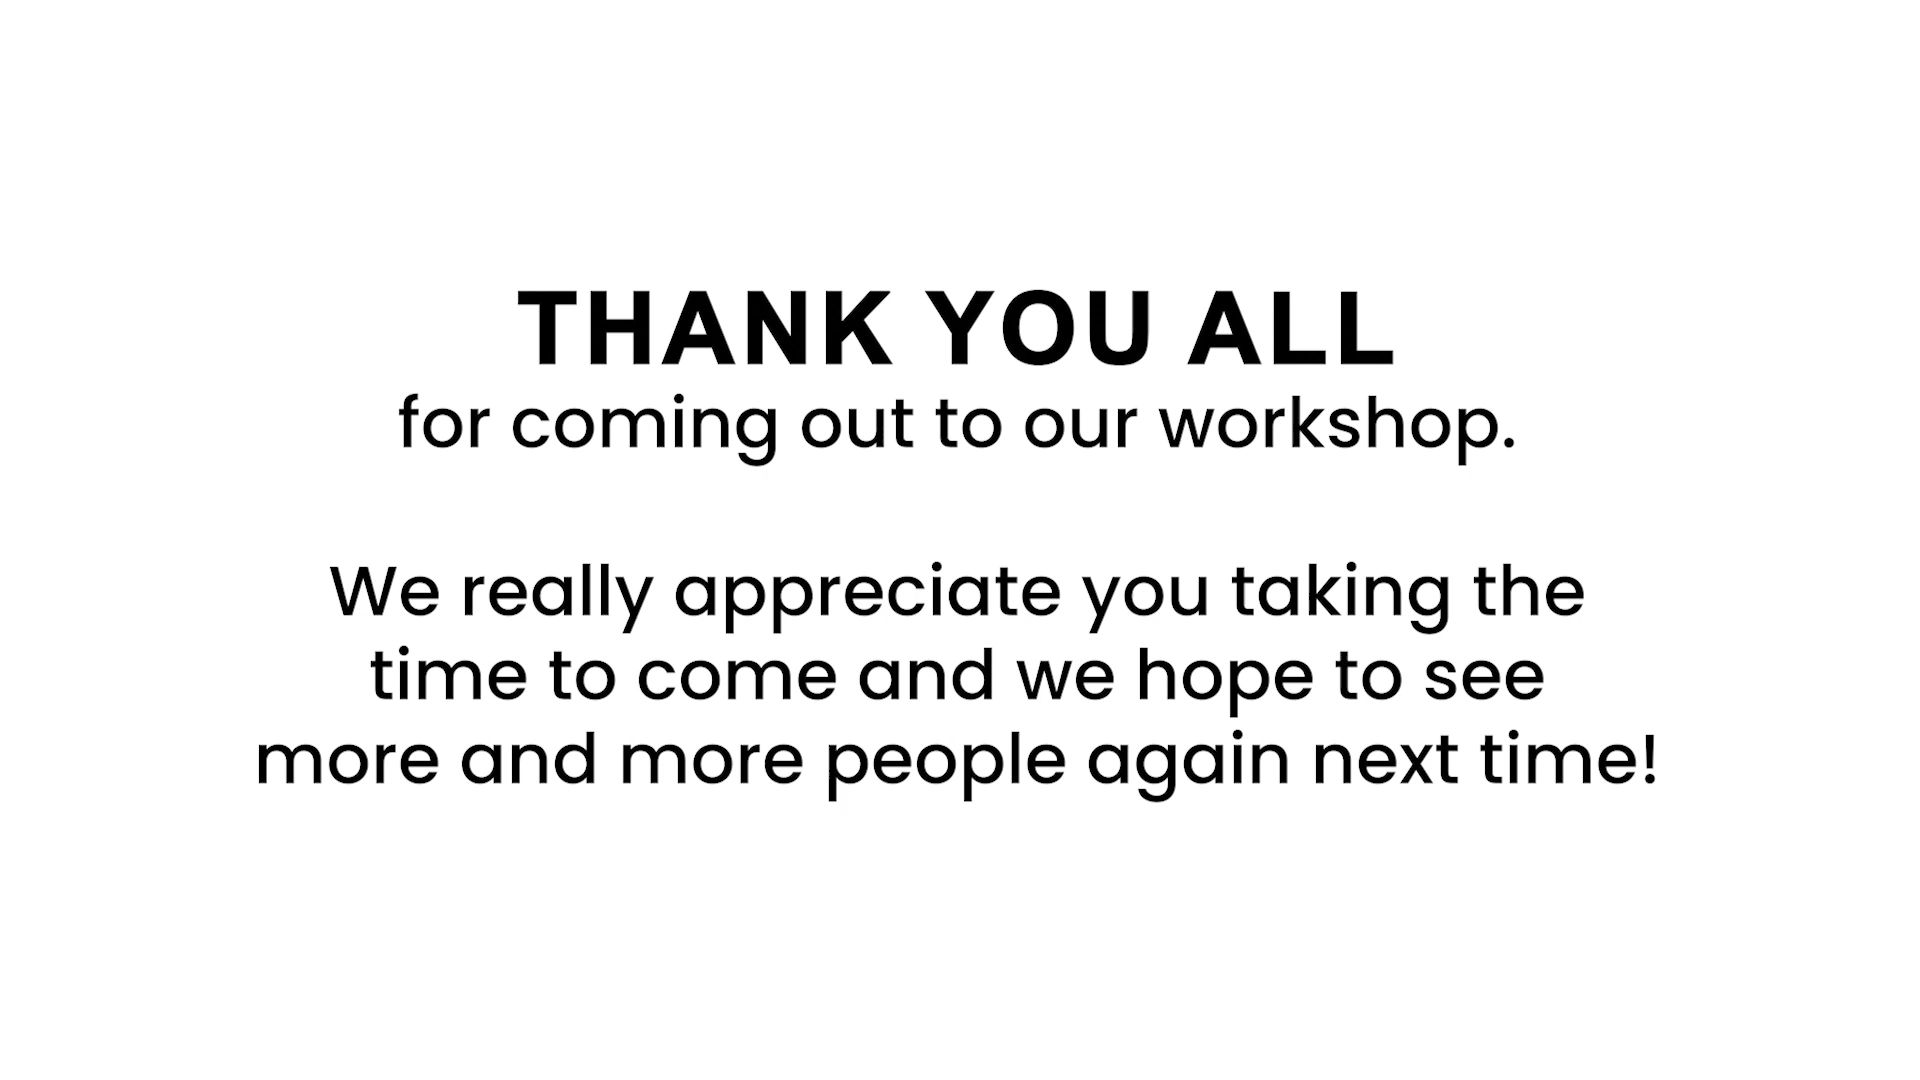 THANK YOU ALL
for coming out to our workshop.
We really appreciate you taking the
time to come and we hope to see
more and more people again next time!